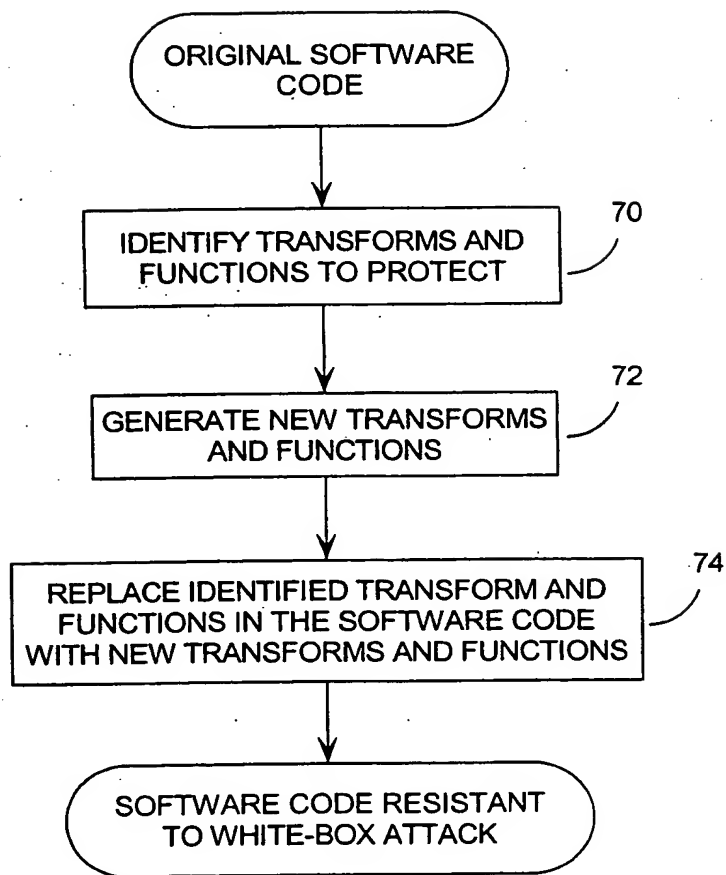 ORIGINAL SOFTWARE
CODE
70
IDENTIFY TRANSFORMS AND
FUNCTIONS TO PROTECT
72
GENERATE NEW TRANSFORMS
AND FUNCTIONS
74
REPLACE IDENTIFIED TRANSFORM AND
FUNCTIONS IN THE SOFTWARE CODE
WITH NEW TRANSFORMS AND FUNCTIONS
SOFTWARE CODE RESISTANT
TO WHITE-BOX ATTACK